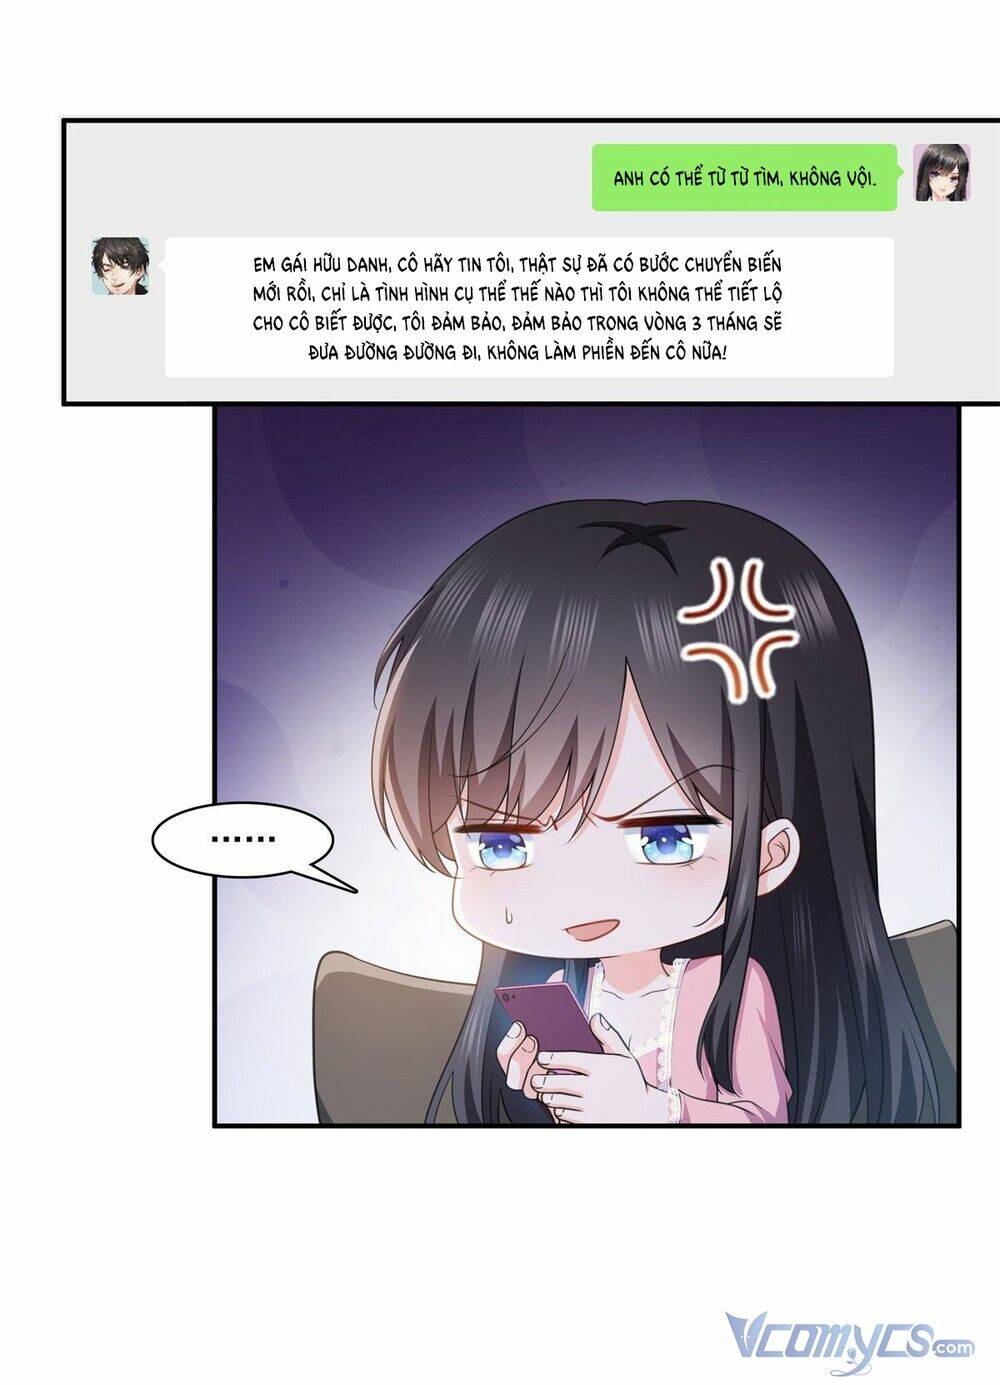 ANH CÓ THỂ TỪ TỪ TÌM, KHÔNG VỘI.
EM GÁI HỮU DANH, CÔ HÃY TIN TÔI, THẬT SỰ ĐÃ CÓ BƯỚC CHUYỂN BIẾN
MỚI RỒI, CHỈ LÀ TÌNH HÌNH CỤ THỂ THẾ NÀO THÌ TÔI KHÔNG THỂ TIẾT LỘ
CHO CÔ BIẾT ĐƯỢC, TÔI ĐẢM BẢO, ĐẢM BẢO TRONG VÒNG 3 THÁNG SẼ
ĐƯA ĐƯỜNG ĐƯỜNG ĐI, KHÔNG LÀM PHIỀN ĐẾN CÔ NỮA!
......
VCOMYCS.com